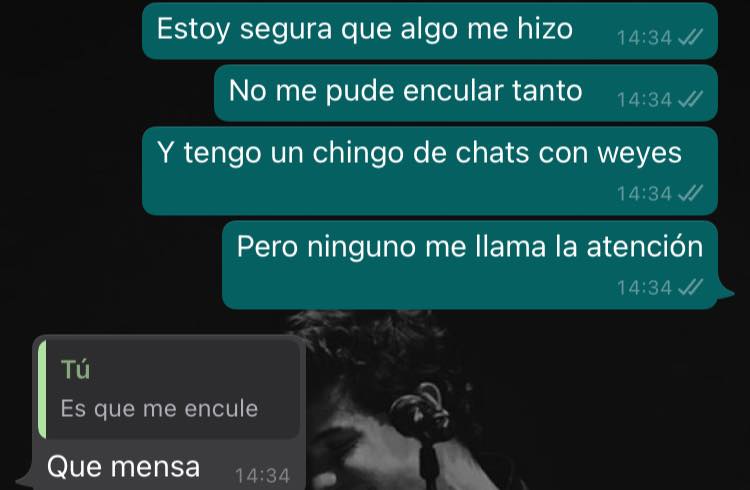 Estoy segura que algo me hizo 14:34
No me pude encular tanto 14:34
Y tengo un chingo de chats con weyes
14:34
Pero ninguno me llama la atención
14:34
Tú
Es que me encule
Que mensa 14:34